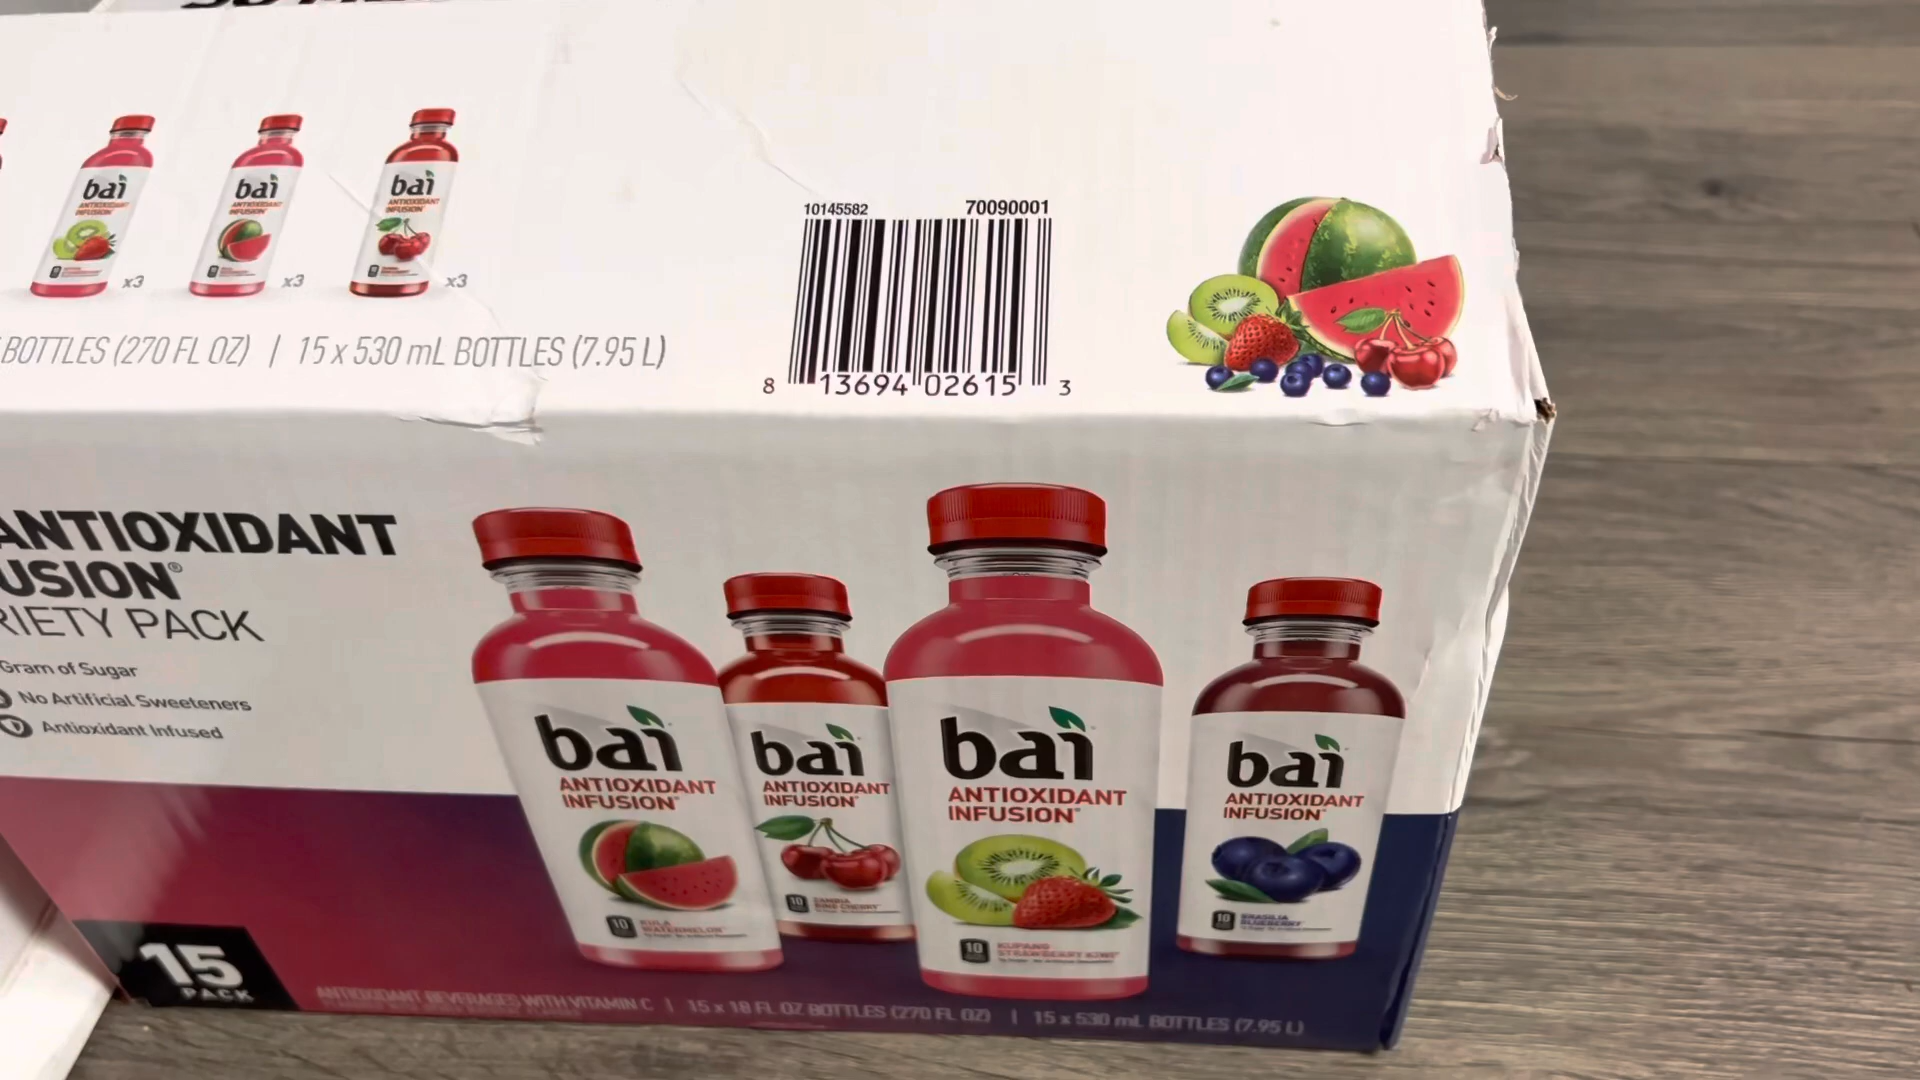 bai
ANTIOXIDANT
INFUSION
x3
bai
ANTIOXIDANT
INFUSION
x3
bai
ANTIOXIDANT
INFUSION
x3
BOTTLES (270 FL OZ) | 15 x 530 mL BOTTLES (7.95 L)
10145582 70090001
8 13694 02615 3
ANTIOXIDANT
USION®
RIETY PACK
Gram of Sugar
No Artificial Sweeteners
Antioxidant Infused
bai
ANTIOXIDANT
INFUSION
10 KULA
WATERMELON
bai
ANTIOXIDANT
INFUSION
10 ZAMBIA
BING CHERRY
bai
ANTIOXIDANT
INFUSION
10 KUPANG
STRAWBERRY KIWI
bai
ANTIOXIDANT
INFUSION
10 BRASILIA
BLUEBERRY
15
PACK
ANTIOXIDANT BEVERAGES WITH VITAMIN C | 15 x 18 FL OZ BOTTLES (270 FL OZ) | 15 x 530 mL BOTTLES (7.95 L)